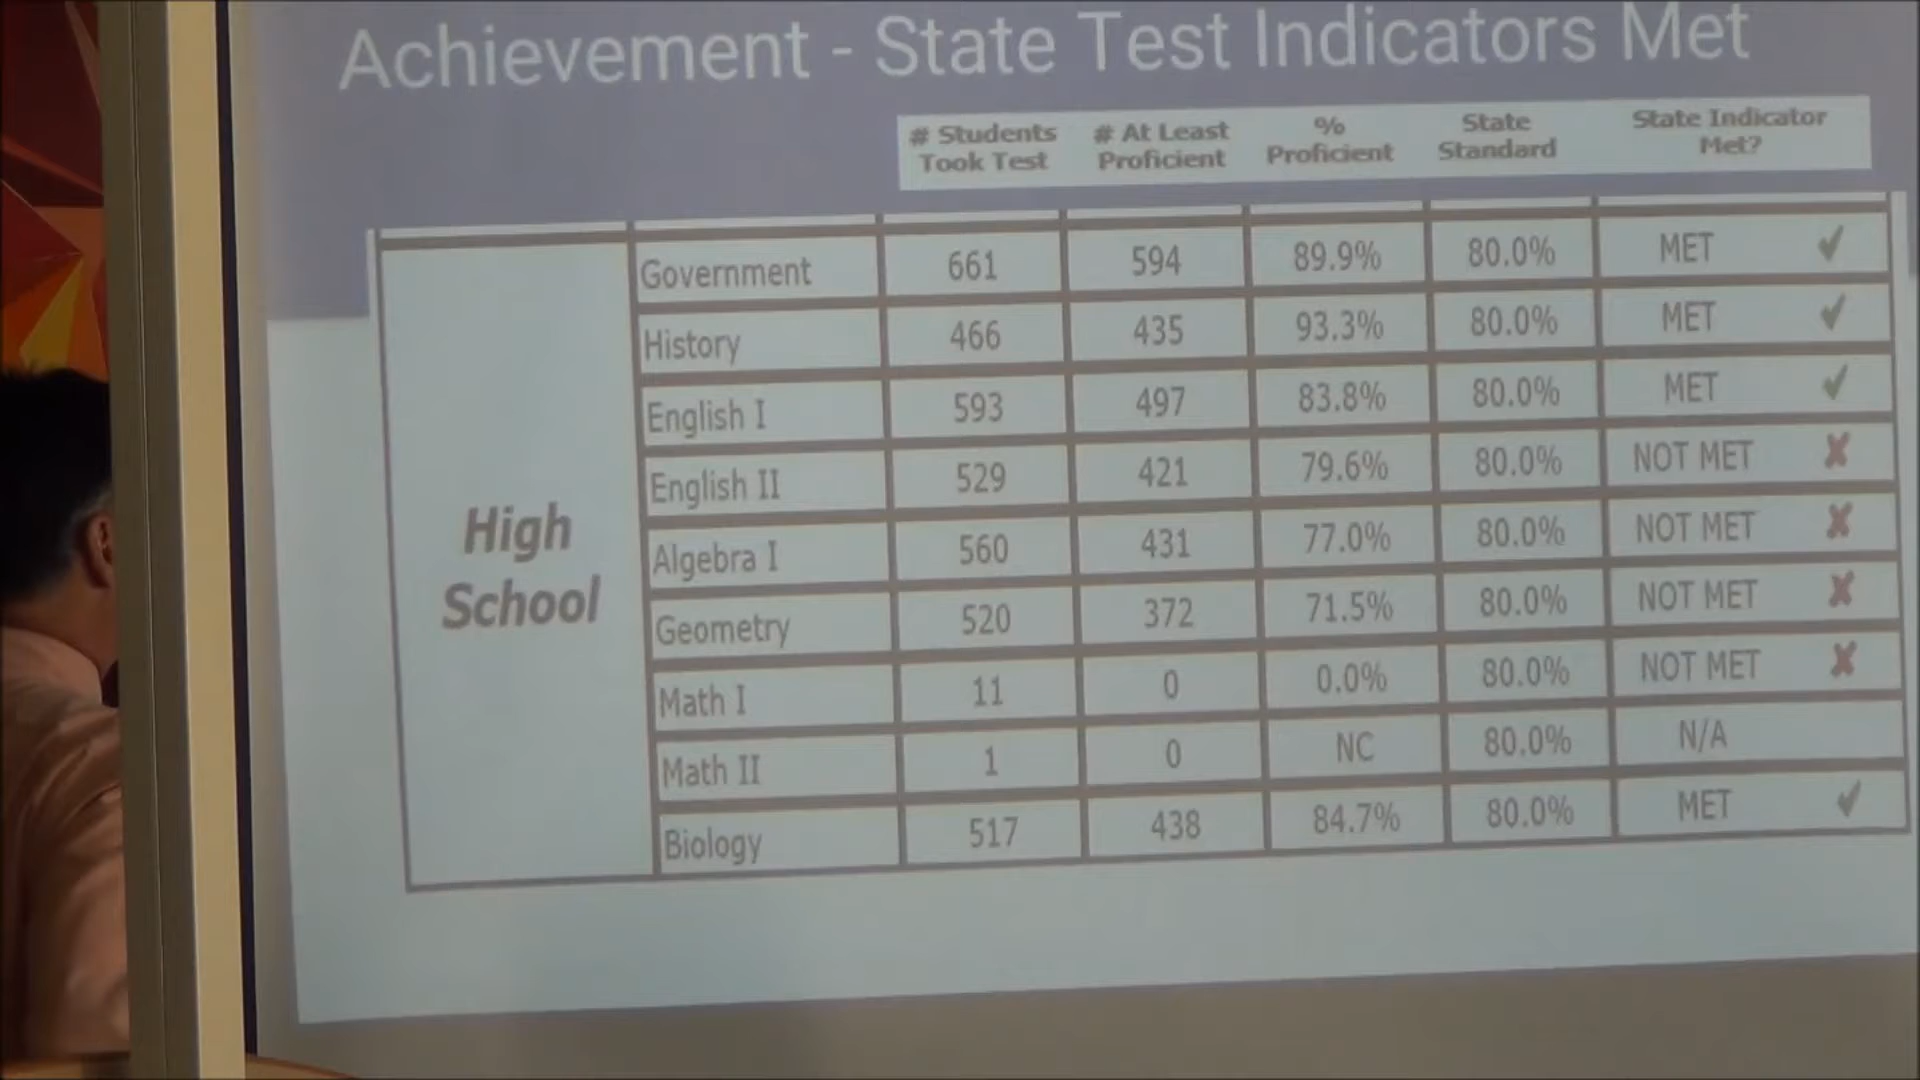 Achievement - State Test Indicators Met
# Students Took Test # At Least Proficient % Proficient State Standard State Indicator Met?
High School
Government 661 594 89.9% 80.0% MET ✔
History 466 435 93.3% 80.0% MET ✔
English I 593 497 83.8% 80.0% MET ✔
English II 529 421 79.6% 80.0% NOT MET ✘
Algebra I 560 431 77.0% 80.0% NOT MET ✘
Geometry 520 372 71.5% 80.0% NOT MET ✘
Math I 11 0 0.0% 80.0% NOT MET ✘
Math II 1 0 NC 80.0% N/A
Biology 517 438 84.7% 80.0% MET ✔